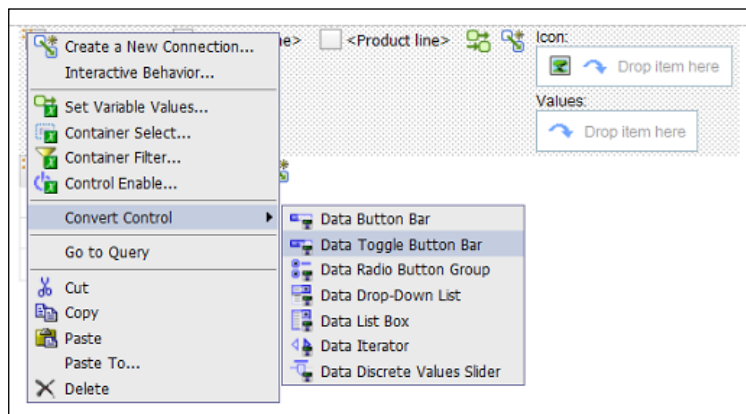 Create a New Connection...
Interactive Behavior...
Set Variable Values...
Container Select...
Container Filter...
Control Enable...
Convert Control
Go to Query
Cut
Copy
Paste
Paste To...
Delete
<Product line>
Icon:
Drop item here
Values:
Drop item here
Data Button Bar
Data Toggle Button Bar
Data Radio Button Group
Data Drop-Down List
Data List Box
Data Iterator
Data Discrete Values Slider